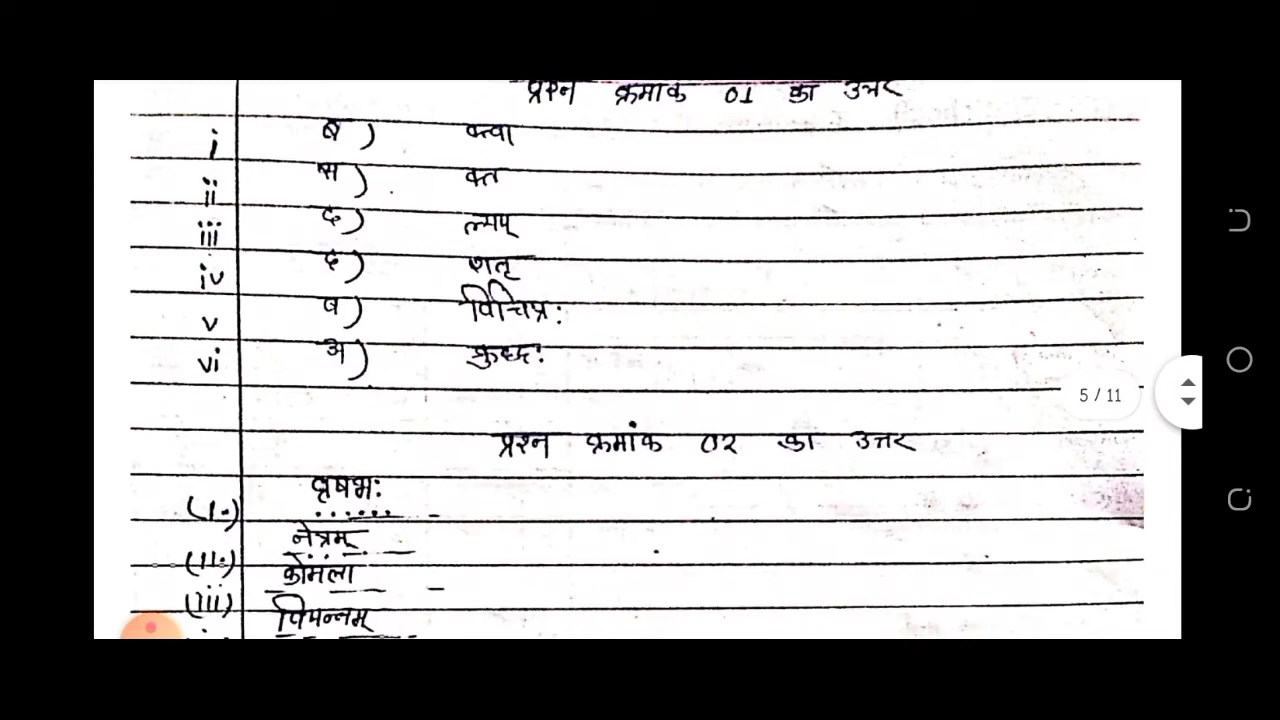 प्रश्न क्रमांक 01 का उत्तर
i ब) क्त्वा
ii स) क्त
iii द) ल्यप्
iv द) शतृ
v ब) विचित्र:
vi अ) क्रुध्द:
5 / 11
प्रश्न क्रमांक 02 का उत्तर
(I.) वृषभ:
(II.) नेत्रम्
(iii) कोमला